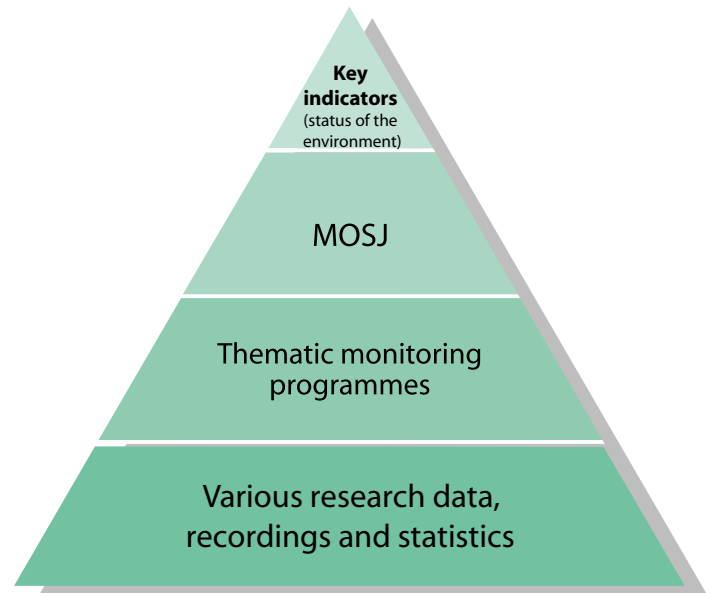 Key
indicators
(status of the
environment)
MOSJ
Thematic monitoring
programmes
Various research data,
recordings and statistics